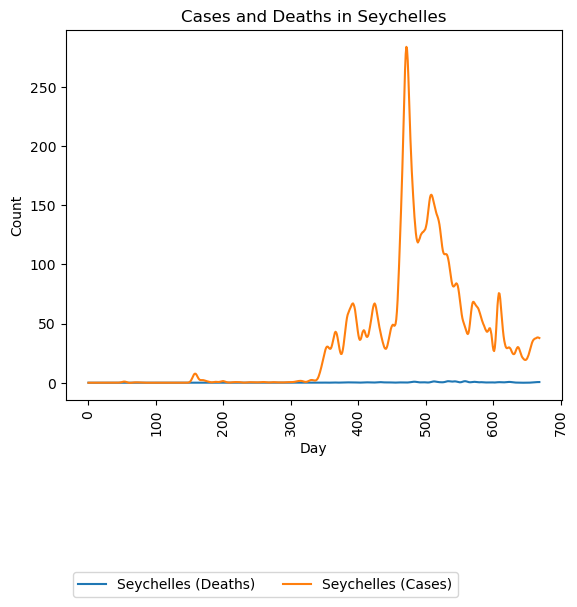 Cases and Deaths in Seychelles
Count
250
200
150
100
50
0
0 100 200 300 400 500 600 700
Day
Seychelles (Deaths) Seychelles (Cases)